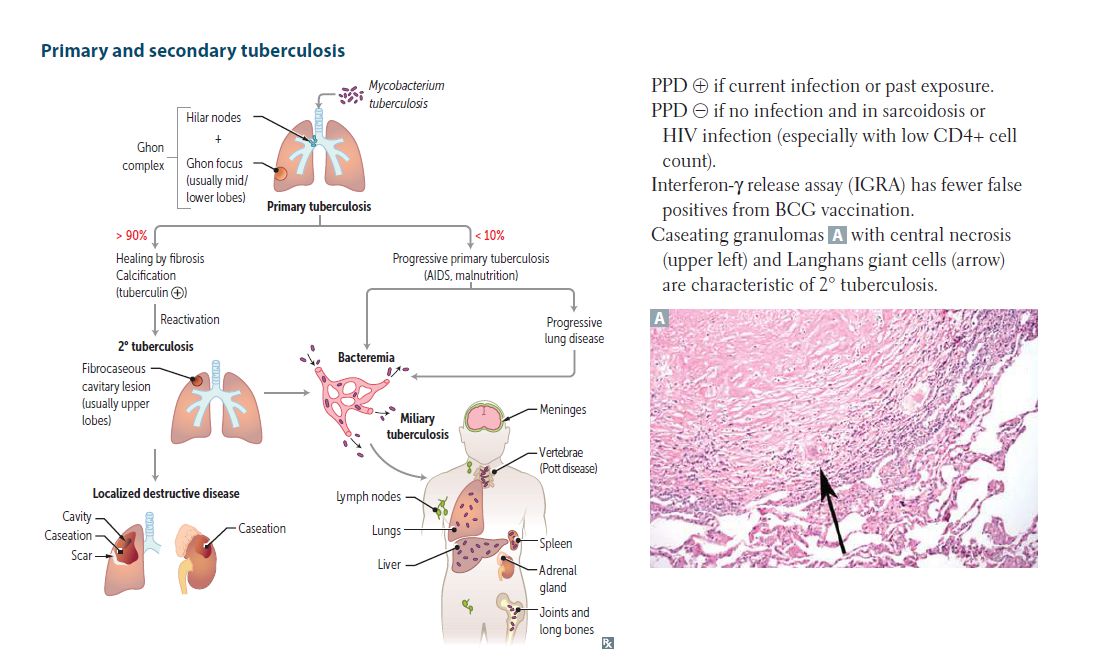 Primary and secondary tuberculosis
Mycobacterium
tuberculosis
Hilar nodes
+
Ghon
complex
Ghon focus
(usually mid/
lower lobes)
Primary tuberculosis
> 90%
< 10%
Healing by fibrosis
Calcification
(tuberculin ⊕)
Progressive primary tuberculosis
(AIDS, malnutrition)
Reactivation
Progressive
lung disease
2° tuberculosis
Fibrocaseous
cavitary lesion
(usually upper
lobes)
Bacteremia
Miliary
tuberculosis
Meninges
Vertebrae
(Pott disease)
Localized destructive disease
Cavity
Caseation
Scar
Caseation
Lymph nodes
Lungs
Liver
Spleen
Adrenal
gland
Joints and
long bones
Rx
PPD ⊕ if current infection or past exposure.
PPD ⊖ if no infection and in sarcoidosis or
HIV infection (especially with low CD4+ cell
count).
Interferon-γ release assay (IGRA) has fewer false
positives from BCG vaccination.
Caseating granulomas A with central necrosis
(upper left) and Langhans giant cells (arrow)
are characteristic of 2° tuberculosis.
A